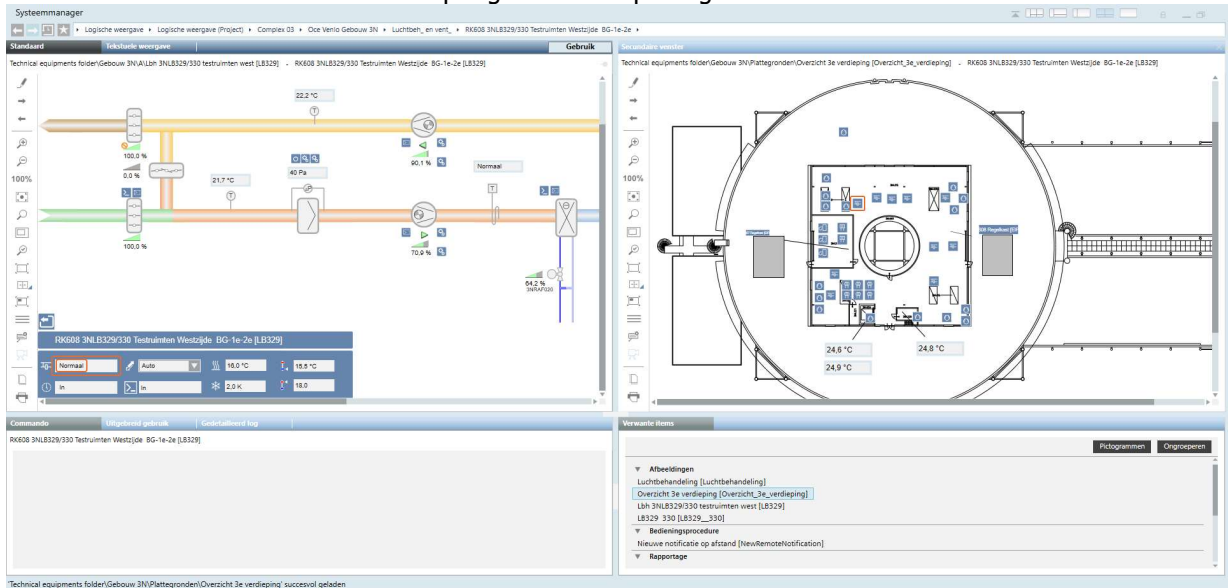 Systeemmanager
Logische weergave Logische weergave (Project) Complex 03 Oce Venlo Gebouw 3N Luchtbeh_ en vent_ RK608 3NLB329/330 Testruimten Westzijde BG-1e-2e
Standaard Tekstuele weergave Gebruik
Technical equipments folder\Gebouw 3N\A\Lbh 3NLB329/330 testruimten west [LB329] - RK608 3NLB329/330 Testruimten Westzijde BG-1e-2e [LB329]
22,2 °C
T
100,0 %
90,1 %
0,0 %
21,7 °C
40 Pa
Normaal
T
T
100%
100,0 %
70,9 %
64,2 %
3NRAF020
RK608 3NLB329/330 Testruimten Westzijde BG-1e-2e [LB329]
Normaal Auto 16,0 °C 15,5 °C
In In 2,0 K 18,0
Secundaire venster
Technical equipments folder\Gebouw 3N\Plattegronden\Overzicht 3e verdieping [Overzicht_3e_verdieping] - RK608 3NLB329/330 Testruimten Westzijde BG-1e-2e [LB329]
100%
24,6 °C
24,8 °C
24,9 °C
Commando Uitgebreid gebruik Gedetailleerd log
RK608 3NLB329/330 Testruimten Westzijde BG-1e-2e [LB329]
Verwante items
Pictogrammen Ongroeperen
Afbeeldingen
Luchtbehandeling [Luchtbehandeling]
Overzicht 3e verdieping [Overzicht_3e_verdieping]
Lbh 3NLB329/330 testruimten west [LB329]
LB329 330 [LB329__330]
Bedieningsprocedure
Nieuwe notificatie op afstand [NewRemoteNotification]
Rapportage
'Technical equipments folder\Gebouw 3N\Plattegronden\Overzicht 3e verdieping' succesvol geladen